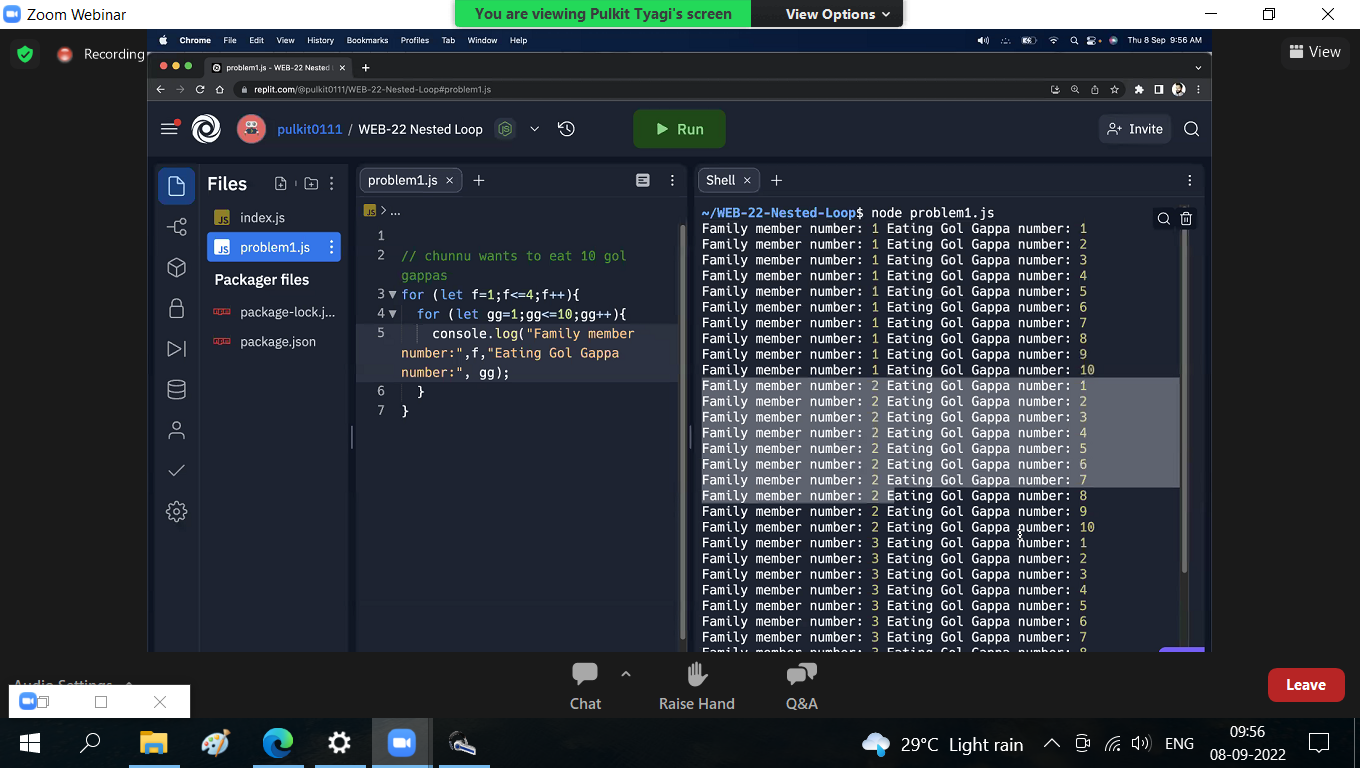 Zoom Webinar
You are viewing Pulkit Tyagi's screen
View Options
Recording
View
Chrome File Edit View History Bookmarks Profiles Tab Window Help
Thu 8 Sep 9:56 AM
problem1.js - WEB-22 Nested
replit.com/@pulkit0111/WEB-22-Nested-Loop#problem1.js
pulkit0111 / WEB-22 Nested Loop
Run
Invite
Files
JS index.js
JS problem1.js
Packager files
package-lock.j...
package.json
problem1.js
JS > ...
1
2 // chunnu wants to eat 10 gol
gappas
3 for (let f=1;f<=4;f++){
4 for (let gg=1;gg<=10;gg++){
5 console.log("Family member
number:",f,"Eating Gol Gappa
number:", gg);
6 }
7 }
Shell
~/WEB-22-Nested-Loop$ node problem1.js
Family member number: 1 Eating Gol Gappa number: 1
Family member number: 1 Eating Gol Gappa number: 2
Family member number: 1 Eating Gol Gappa number: 3
Family member number: 1 Eating Gol Gappa number: 4
Family member number: 1 Eating Gol Gappa number: 5
Family member number: 1 Eating Gol Gappa number: 6
Family member number: 1 Eating Gol Gappa number: 7
Family member number: 1 Eating Gol Gappa number: 8
Family member number: 1 Eating Gol Gappa number: 9
Family member number: 1 Eating Gol Gappa number: 10
Family member number: 2 Eating Gol Gappa number: 1
Family member number: 2 Eating Gol Gappa number: 2
Family member number: 2 Eating Gol Gappa number: 3
Family member number: 2 Eating Gol Gappa number: 4
Family member number: 2 Eating Gol Gappa number: 5
Family member number: 2 Eating Gol Gappa number: 6
Family member number: 2 Eating Gol Gappa number: 7
Family member number: 2 Eating Gol Gappa number: 8
Family member number: 2 Eating Gol Gappa number: 9
Family member number: 2 Eating Gol Gappa number: 10
Family member number: 3 Eating Gol Gappa number: 1
Family member number: 3 Eating Gol Gappa number: 2
Family member number: 3 Eating Gol Gappa number: 3
Family member number: 3 Eating Gol Gappa number: 4
Family member number: 3 Eating Gol Gappa number: 5
Family member number: 3 Eating Gol Gappa number: 6
Family member number: 3 Eating Gol Gappa number: 7
Family member number: 3 Eating Gol Gappa number: 8
Audio Settings
Chat
Raise Hand
Q&A
Leave
29°C Light rain
ENG
09:56
08-09-2022